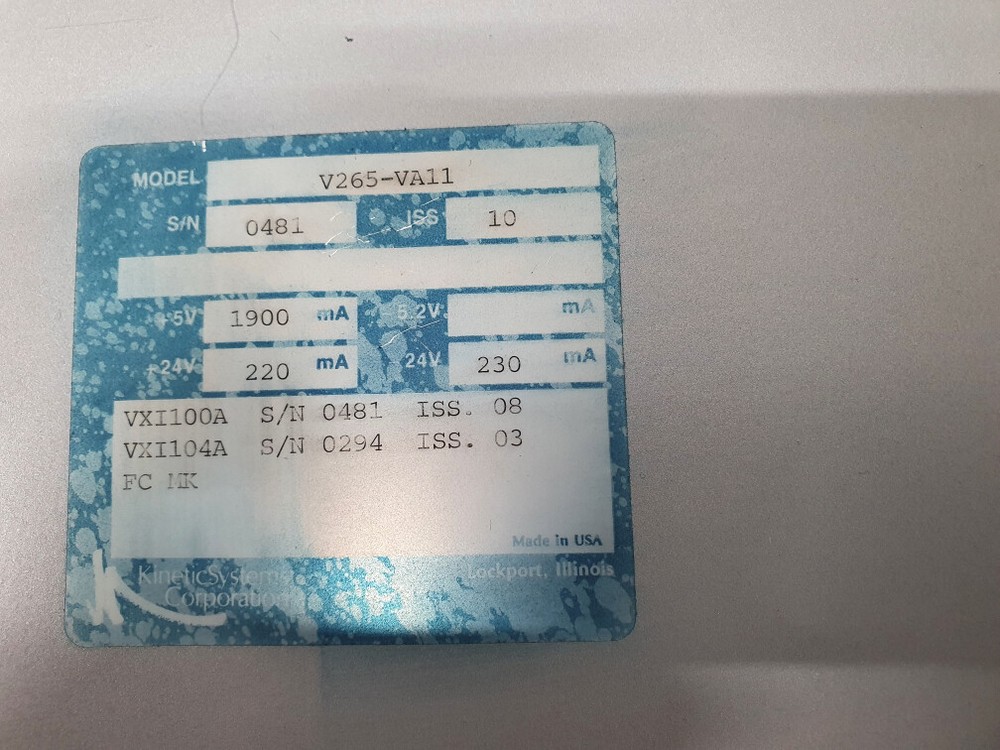 MODEL V265-VA11
S/N 0481 ISS 10
+5V 1900 mA -5.2V mA
+24V 220 mA 24V 230 mA
VXI100A S/N 0481 ISS. 08
VXI104A S/N 0294 ISS. 03
FC MK
Made in USA
KineticSystems Lockport, Illinois
Corporation